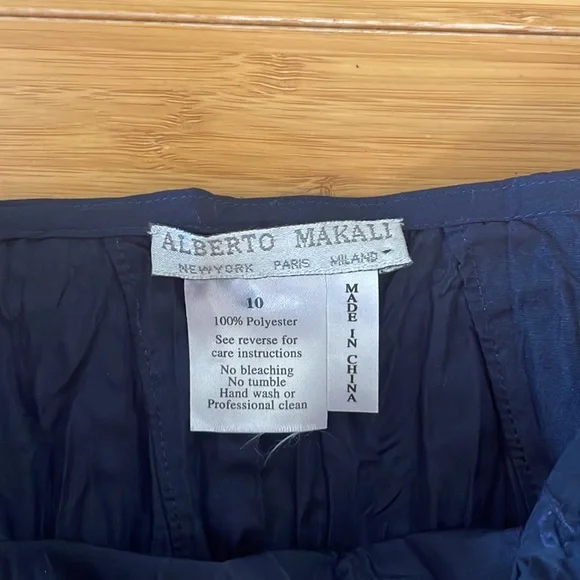 ALBERTO MAKALI
NEWYORK PARIS MILAND
10
100% Polyester
See reverse for
care instructions
No bleaching
No tumble
Hand wash or
Professional clean
MADE IN CHINA